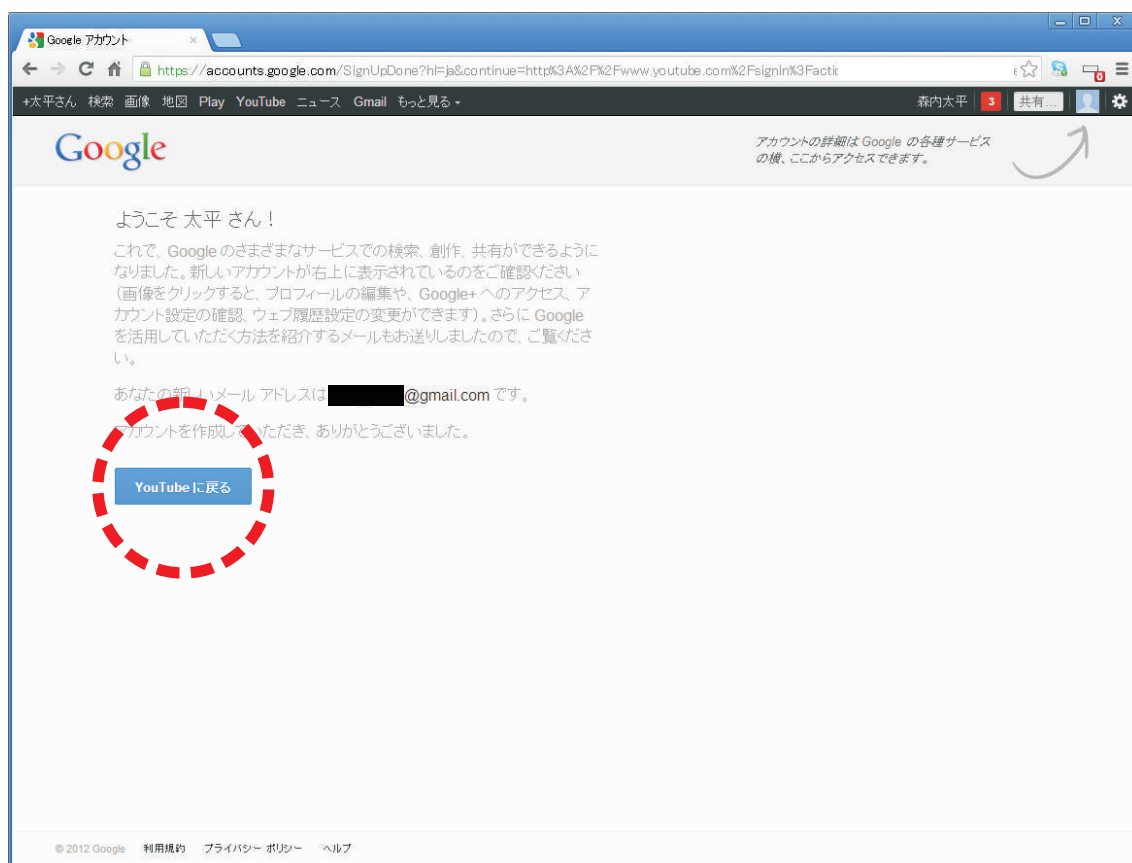 Google アカウント
https://accounts.google.com/SignUpDone?hl=ja&continue=http%3A%2F%2Fwww.youtube.com%2Fsignin%3Factic
+太平さん 検索 画像 地図 Play YouTube ニュース Gmail もっと見る
森内太平 3 共有...
Google
アカウントの詳細は Google の各種サービス
の横、ここからアクセスできます。
ようこそ 太平 さん！
これで、Google のさまざまなサービスでの検索、創作、共有ができるように
なりました。新しいアカウントが右上に表示されているのをご確認ください
（画像をクリックすると、プロフィールの編集や、Google+ へのアクセス、ア
カウント設定の確認、ウェブ履歴設定の変更ができます）。さらに Google
を活用していただく方法を紹介するメールもお送りしましたので、ご覧くださ
い。
あなたの新しいメール アドレスは @gmail.com です。
アカウントを作成していただき、ありがとうございました。
YouTube に戻る
© 2012 Google 利用規約 プライバシー ポリシー ヘルプ